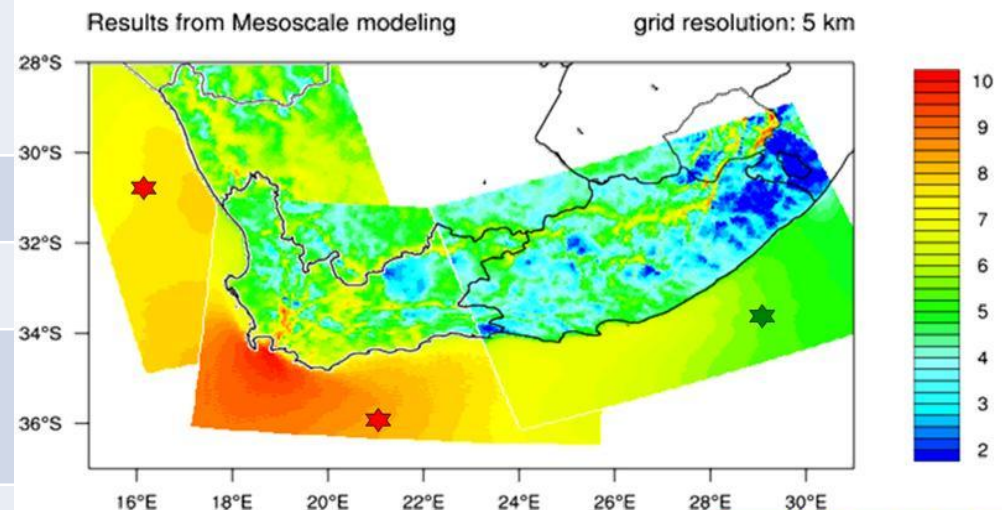 Results from Mesoscale modeling
grid resolution: 5 km
28°S
30°S
32°S
34°S
36°S
16°E
18°E
20°E
22°E
24°E
26°E
28°E
30°E
10
9
8
7
6
5
4
3
2